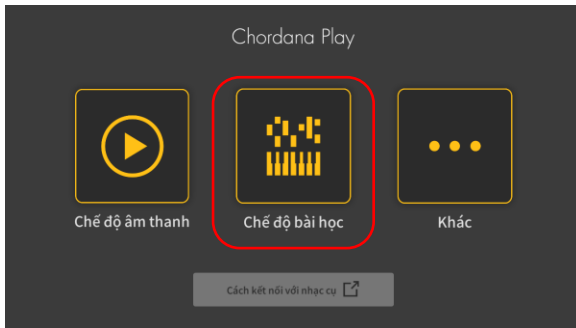 Chordana Play
Chế độ âm thanh
Chế độ bài học
Khác
Cách kết nối với nhạc cụ